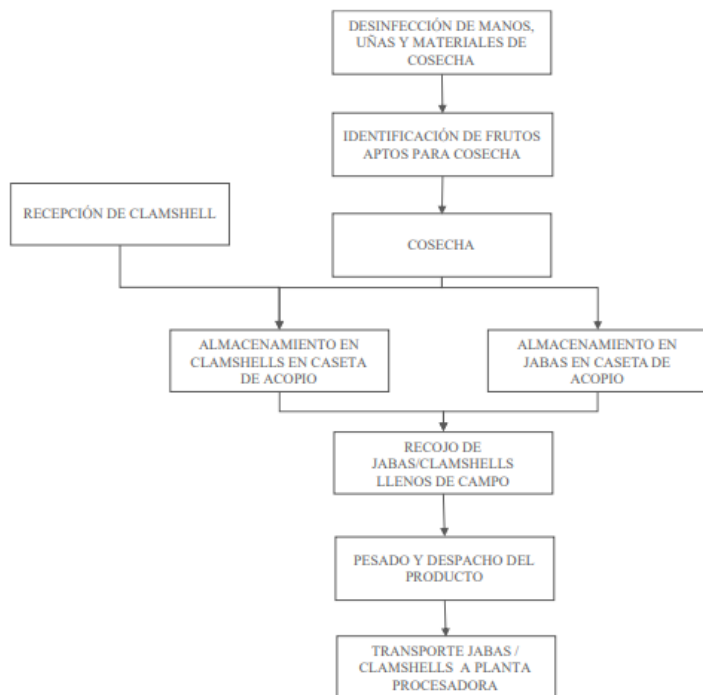 DESINFECCIÓN DE MANOS,
UÑAS Y MATERIALES DE
COSECHA
IDENTIFICACIÓN DE FRUTOS
APTOS PARA COSECHA
RECEPCIÓN DE CLAMSHELL
COSECHA
ALMACENAMIENTO EN
CLAMSHELLS EN CASETA
DE ACOPIO
ALMACENAMIENTO EN
JABAS EN CASETA DE
ACOPIO
RECOJO DE
JABAS/CLAMSHELLS
LLENOS DE CAMPO
PESADO Y DESPACHO DEL
PRODUCTO
TRANSPORTE JABAS /
CLAMSHELLS A PLANTA
PROCESADORA